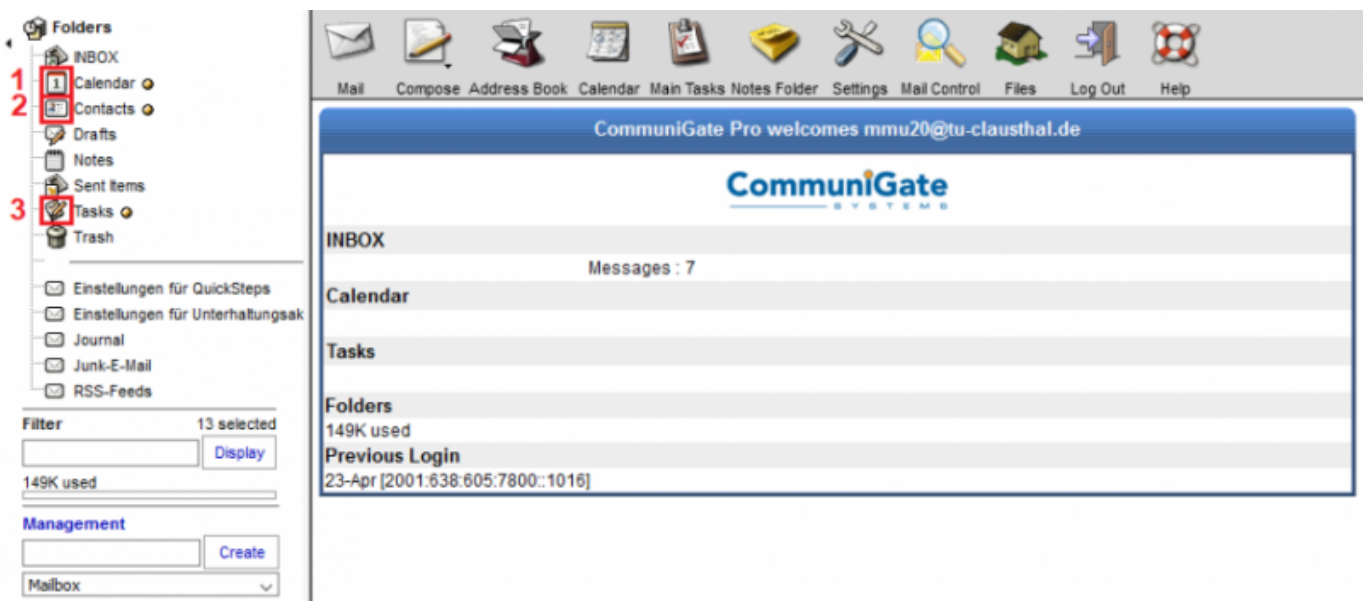 Folders
INBOX
1 1 Calendar
2 Contacts
Drafts
Notes
Sent Items
3 Tasks
Trash
Einstellungen für QuickSteps
Einstellungen für Unterhaltungsak
Journal
Junk-E-Mail
RSS-Feeds
Filter 13 selected
Display
149K used
Management
Create
Mailbox
Mail Compose Address Book Calendar Main Tasks Notes Folder Settings Mail Control Files Log Out Help
CommuniGate Pro welcomes mmu20@tu-clausthal.de
CommuniGate
SYSTEMS
INBOX
Messages : 7
Calendar
Tasks
Folders
149K used
Previous Login
23-Apr [2001:638:605:7800::1016]